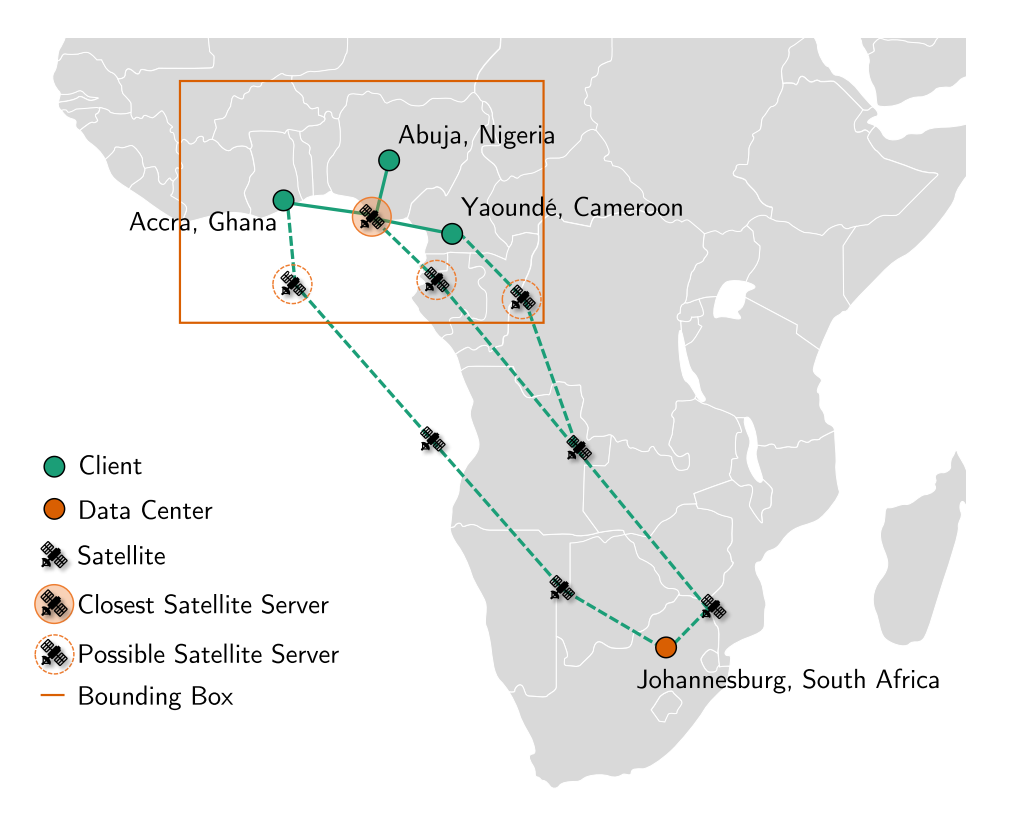 Abuja, Nigeria
Yaoundé, Cameroon
Accra, Ghana
Client
Data Center
Satellite
Closest Satellite Server
Possible Satellite Server
Bounding Box
Johannesburg, South Africa